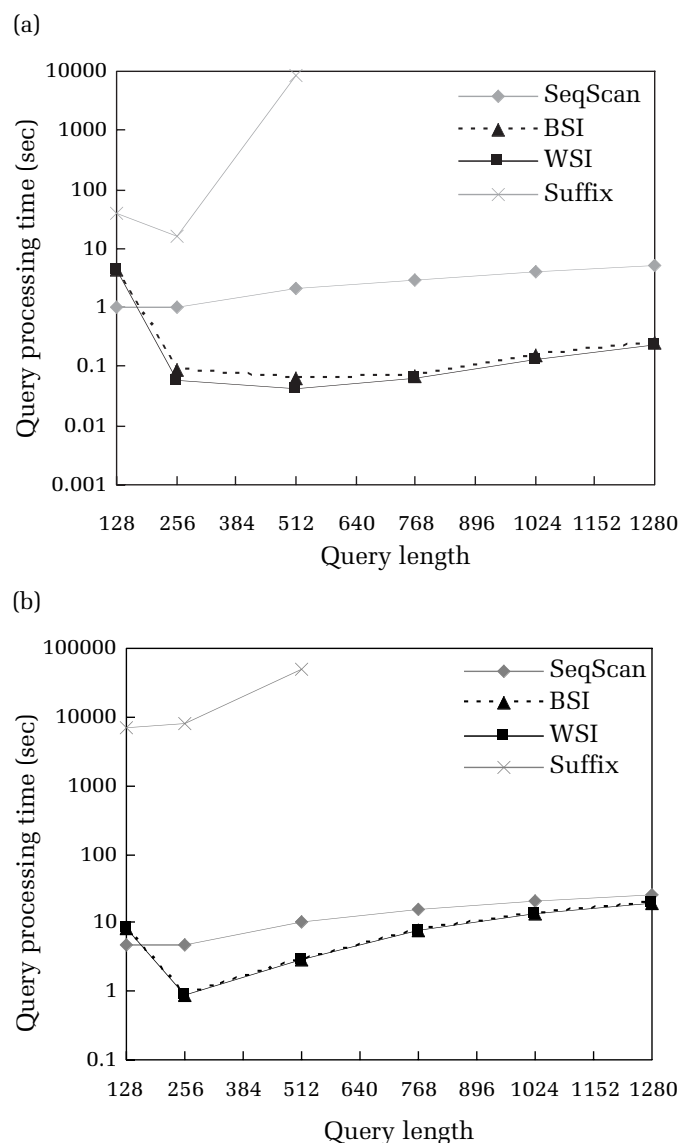 (a)
10000
1000
100
10
1
0.1
0.01
0.001
Query processing time (sec)
SeqScan
BSI
WSI
Suffix
128 256 384 512 640 768 896 1024 1152 1280
Query length
(b)
100000
10000
1000
100
10
1
0.1
Query processing time (sec)
SeqScan
BSI
WSI
Suffix
128 256 384 512 640 768 896 1024 1152 1280
Query length